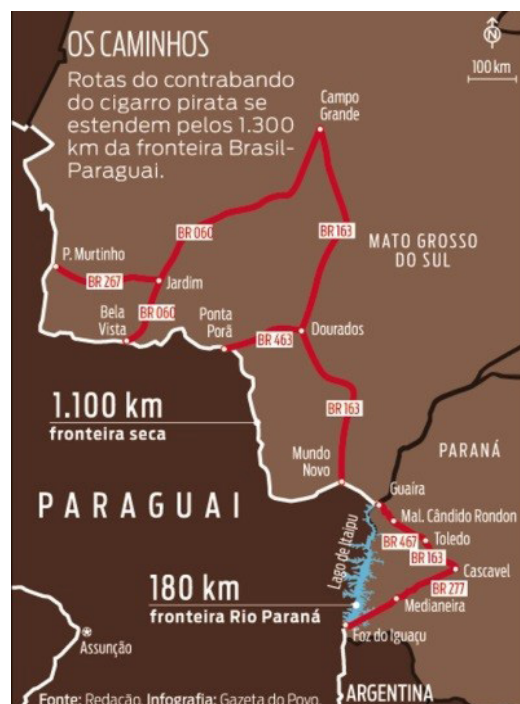 OS CAMINHOS
Rotas do contrabando
do cigarro pirata se
estendem pelos 1.300
km da fronteira Brasil-
Paraguai.
N
100 km
Campo
Grande
BR 060
BR 163
MATO GROSSO
DO SUL
P. Murtinho
BR 267
Jardim
Bela
Vista
BR 060
Ponta
Porã
BR 463
Dourados
1.100 km
fronteira seca
BR 163
Mundo
Novo
PARANÁ
PARAGUAI
Guaíra
Mal. Cândido Rondon
BR 467
Toledo
BR 163
Cascavel
BR 277
Lago de Itaipu
180 km
fronteira Rio Paraná
Medianeira
Foz do Iguaçu
Assunção
ARGENTINA
Fonte: Redação. Infografia: Gazeta do Povo.